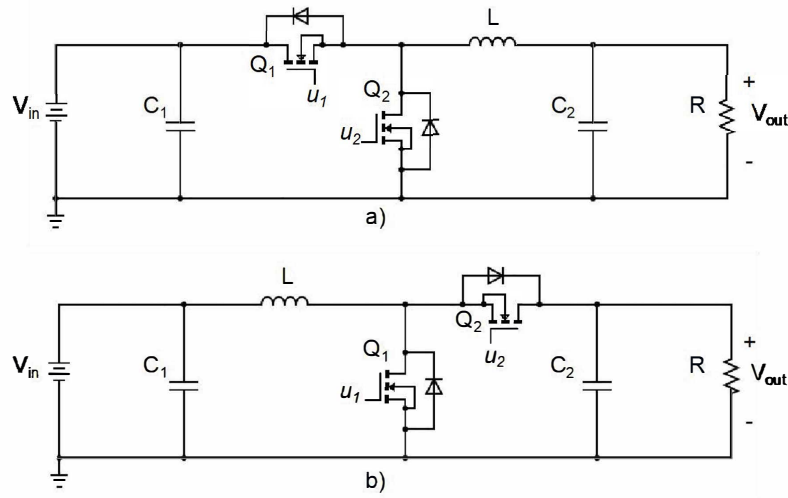 L
Q1
u1
Q2
u2
Vin
C1
C2
R
+
Vout
-
a)
L
Q2
u2
Q1
u1
Vin
C1
C2
R
+
Vout
-
b)